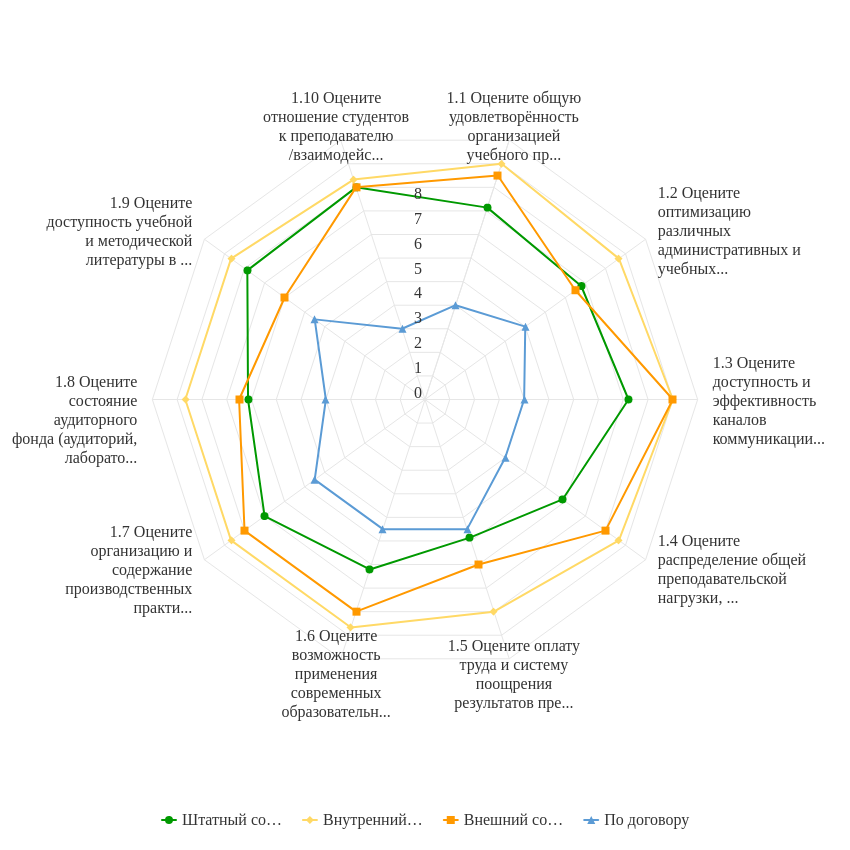 1.10 Оцените
отношение студентов
к преподавателю
/взаимодейс...
1.1 Оцените общую
удовлетворённость
организацией
учебного пр...
1.2 Оцените
оптимизацию
различных
административных и
учебных...
1.3 Оцените
доступность и
эффективность
каналов
коммуникации...
1.4 Оцените
распределение общей
преподавательской
нагрузки, ...
1.5 Оцените оплату
труда и систему
поощрения
результатов пре...
1.6 Оцените
возможность
применения
современных
образовательн...
1.7 Оцените
организацию и
содержание
производственных
практи...
1.8 Оцените
состояние
аудиторного
фонда (аудиторий,
лаборато...
1.9 Оцените
доступность учебной
и методической
литературы в ...
8
7
6
5
4
3
2
1
0
Штатный со… Внутренний… Внешний со… По договору